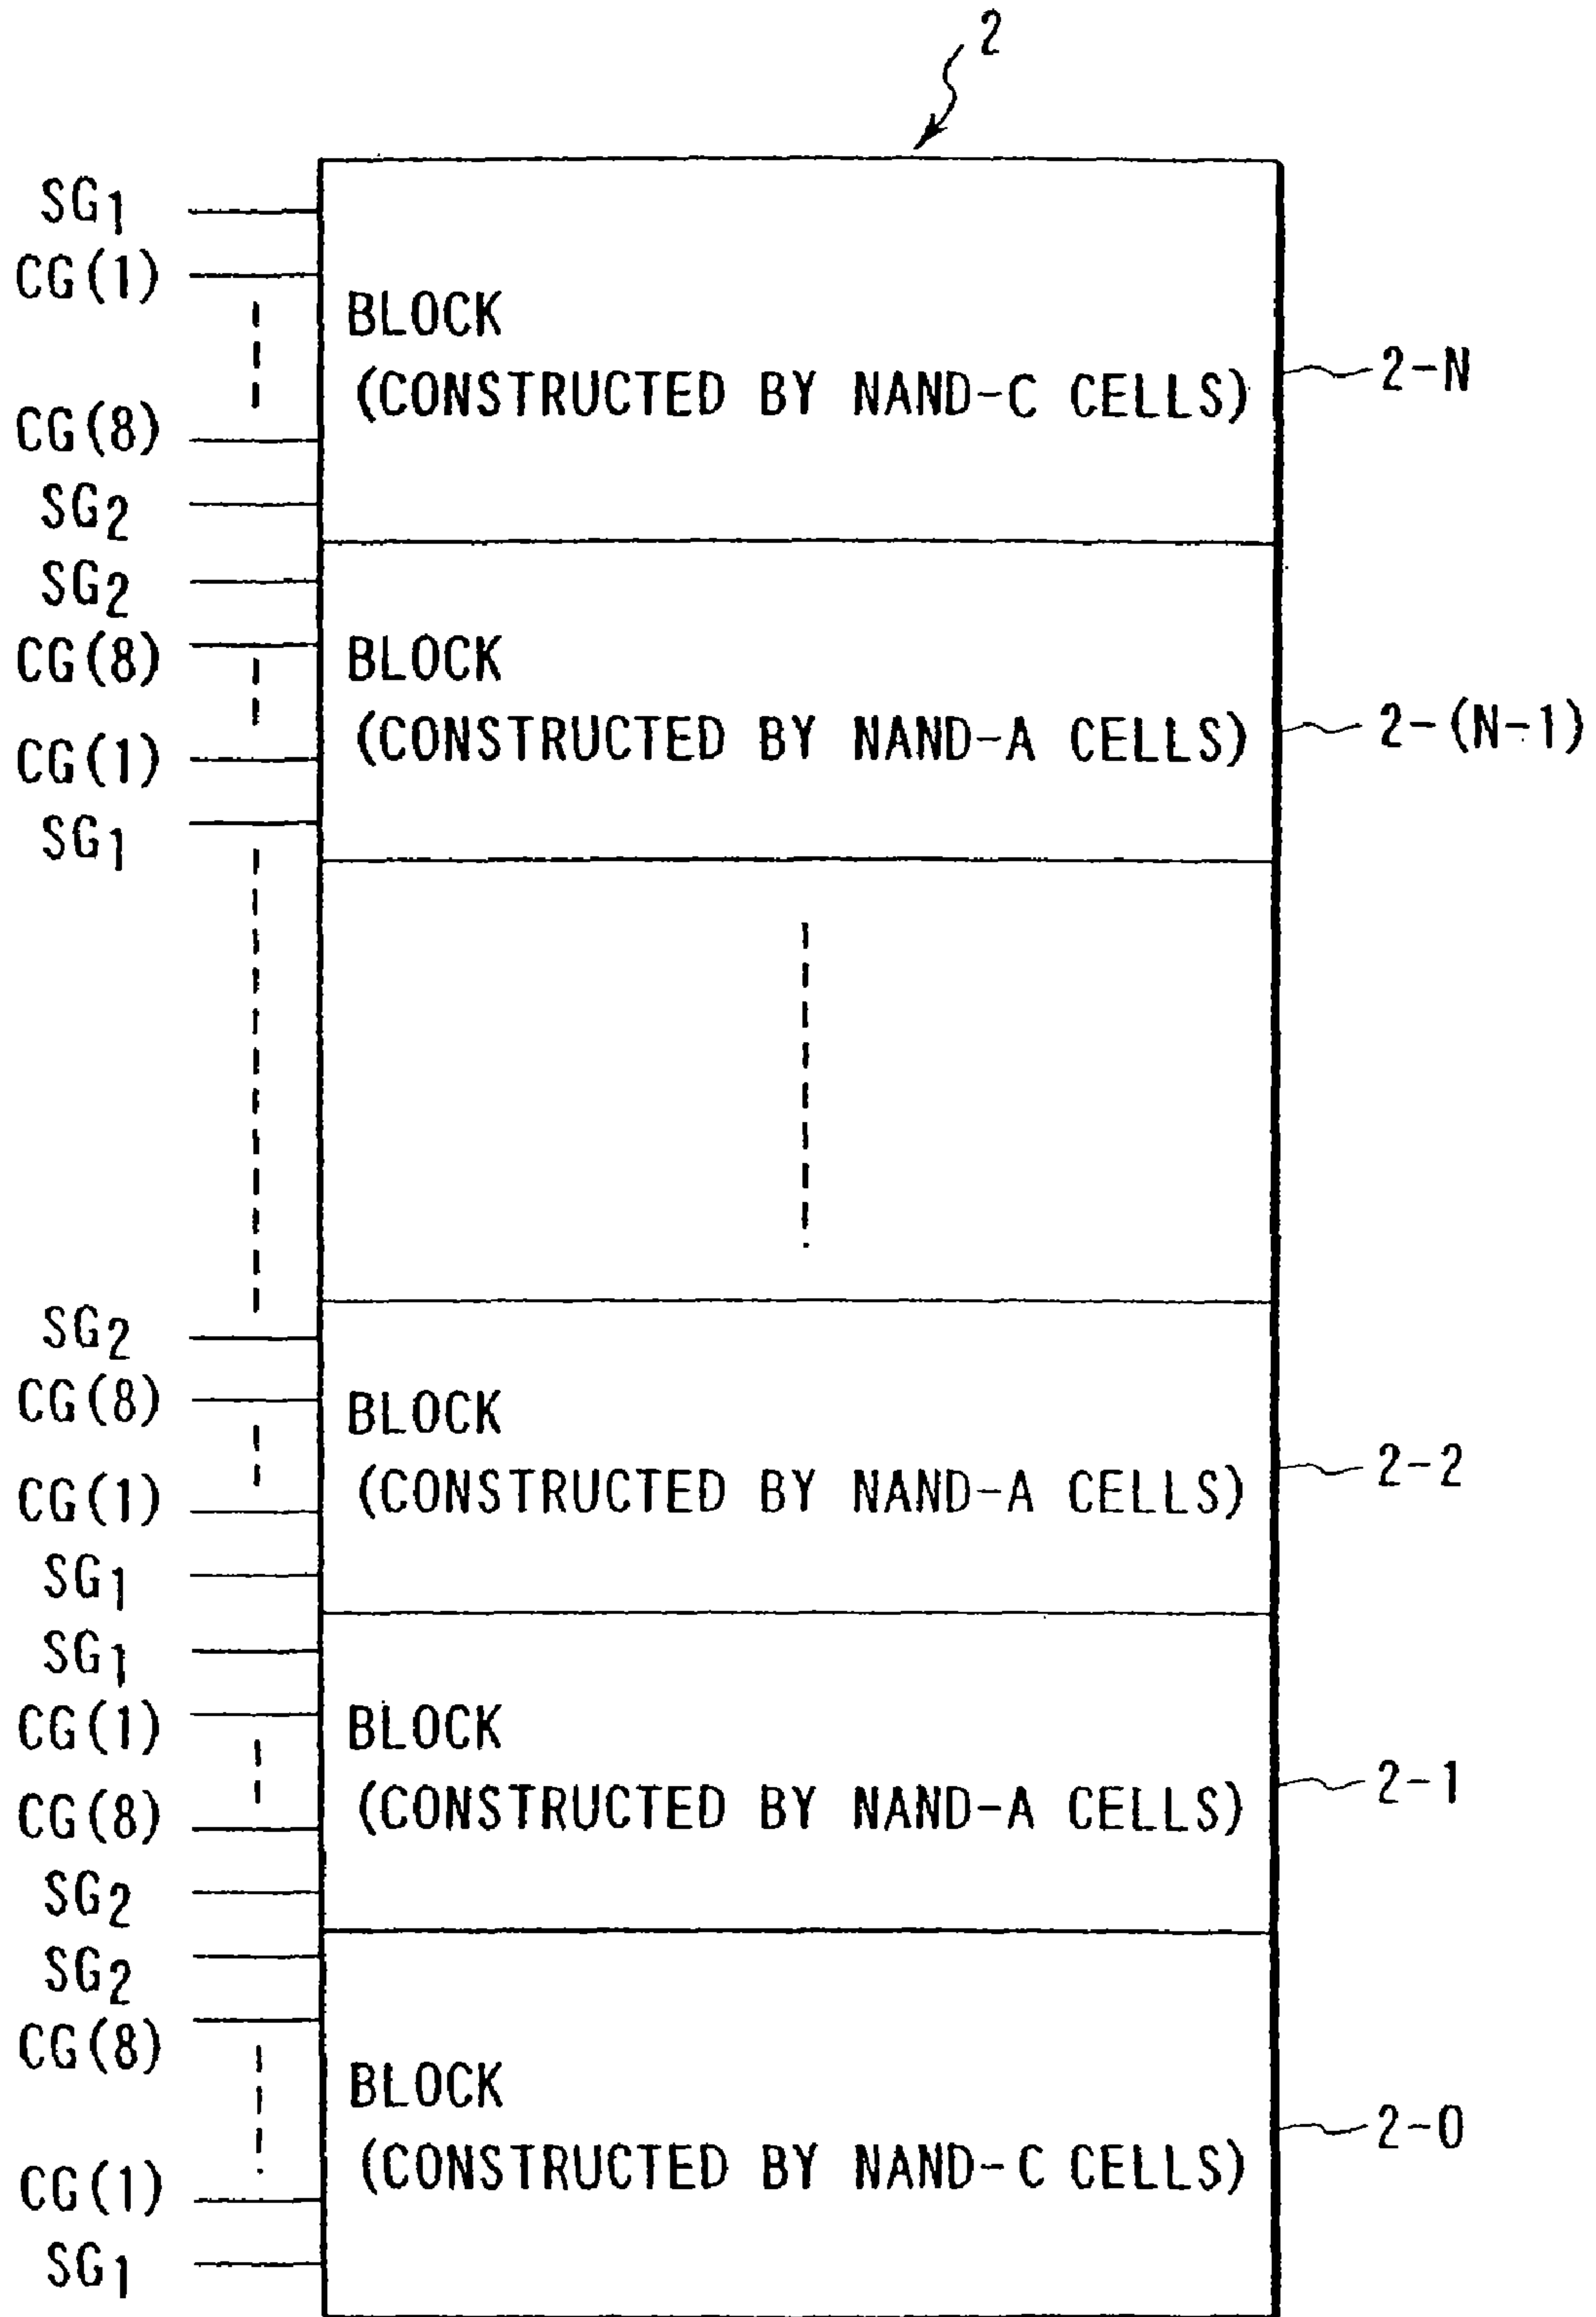 2
SG1
CG(1)
BLOCK
(CONSTRUCTED BY NAND-C CELLS)
2-N
CG(8)
SG2
SG2
CG(8)
BLOCK
(CONSTRUCTED BY NAND-A CELLS)
2-(N-1)
CG(1)
SG1
SG2
CG(8)
BLOCK
(CONSTRUCTED BY NAND-A CELLS)
2-2
CG(1)
SG1
SG1
CG(1)
BLOCK
(CONSTRUCTED BY NAND-A CELLS)
2-1
CG(8)
SG2
SG2
CG(8)
BLOCK
(CONSTRUCTED BY NAND-C CELLS)
2-0
CG(1)
SG1